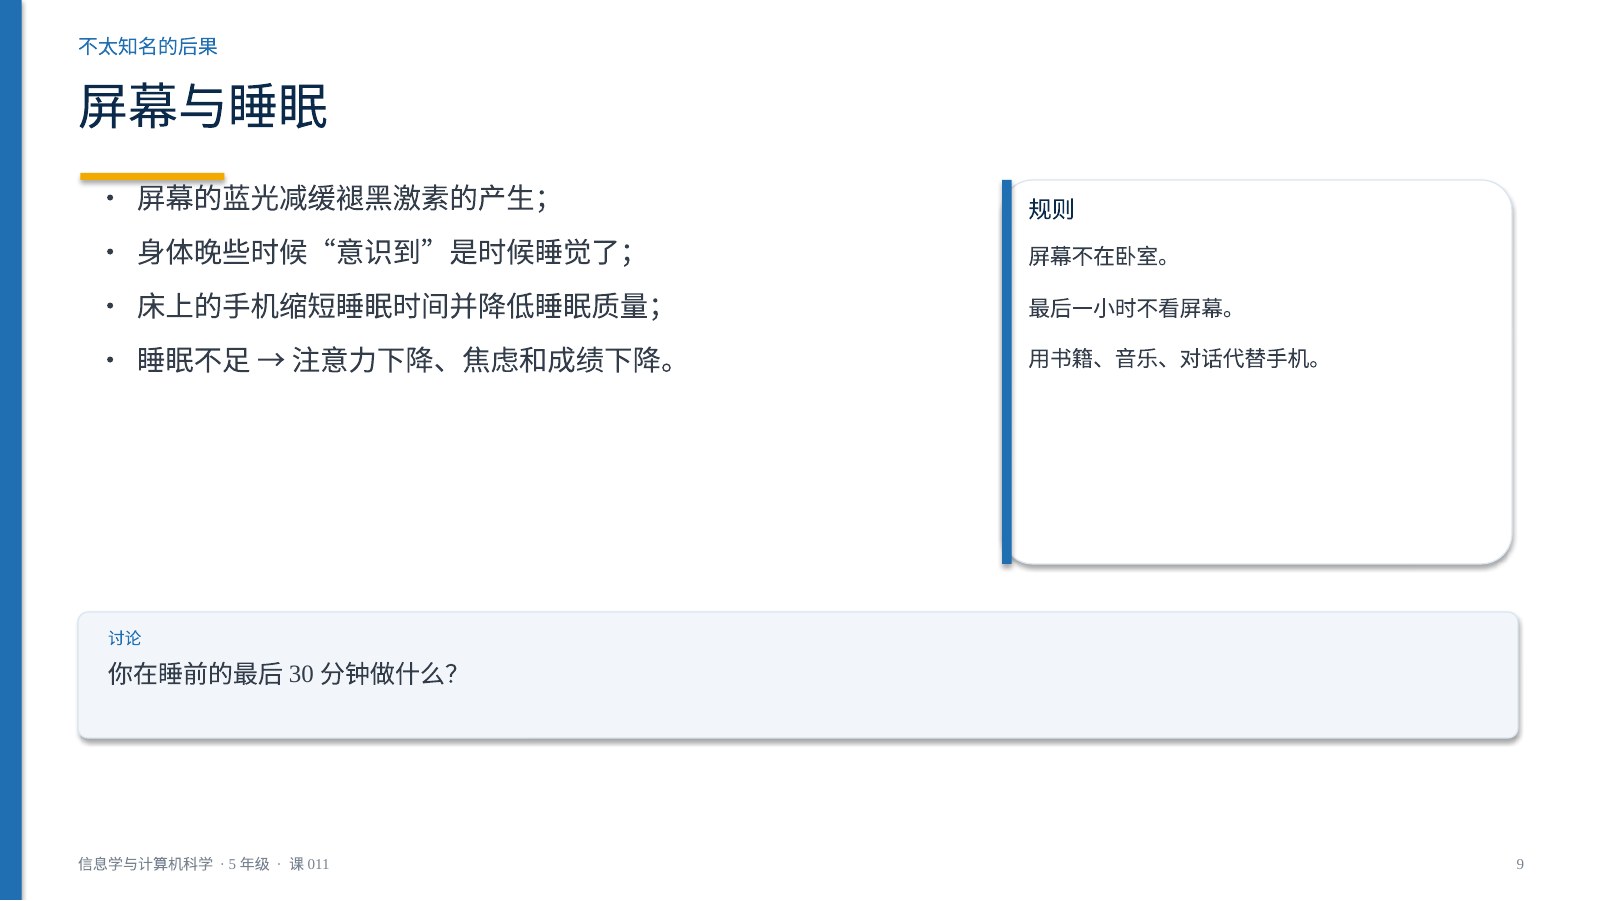 不太知名的后果
屏幕与睡眠
• 屏幕的蓝光减缓褪黑激素的产生；
• 身体晚些时候“意识到”是时候睡觉了；
• 床上的手机缩短睡眠时间并降低睡眠质量；
• 睡眠不足 → 注意力下降、焦虑和成绩下降。
规则
屏幕不在卧室。
最后一小时不看屏幕。
用书籍、音乐、对话代替手机。
讨论
你在睡前的最后 30 分钟做什么？
信息学与计算机科学 · 5 年级 · 课 011
9